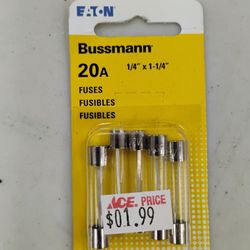 EATON
Bussmann
20A 1/4" x 1-1/4"
FUSES
FUSIBLES
FUSIBLES
ACE. PRICE
$01.99